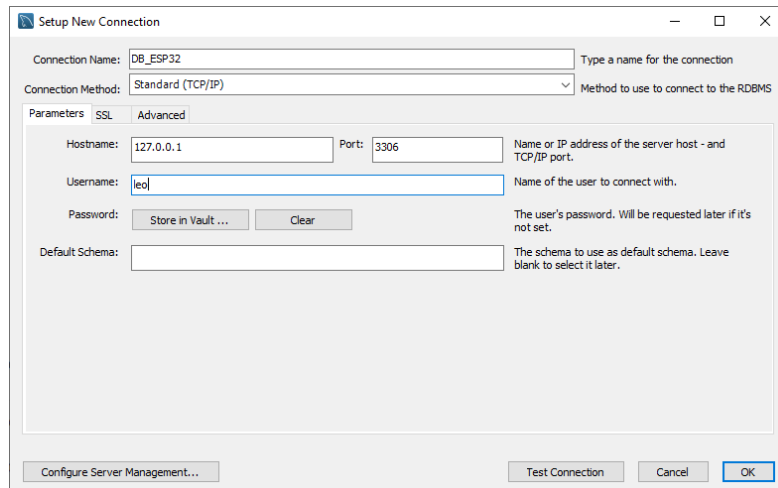 Setup New Connection
Connection Name: DB_ESP32 Type a name for the connection
Connection Method: Standard (TCP/IP) Method to use to connect to the RDBMS
Parameters SSL Advanced
Hostname: 127.0.0.1 Port: 3306 Name or IP address of the server host - and
TCP/IP port.
Username: leo Name of the user to connect with.
Password: Store in Vault ... Clear The user's password. Will be requested later if it's
not set.
Default Schema: The schema to use as default schema. Leave
blank to select it later.
Configure Server Management... Test Connection Cancel OK